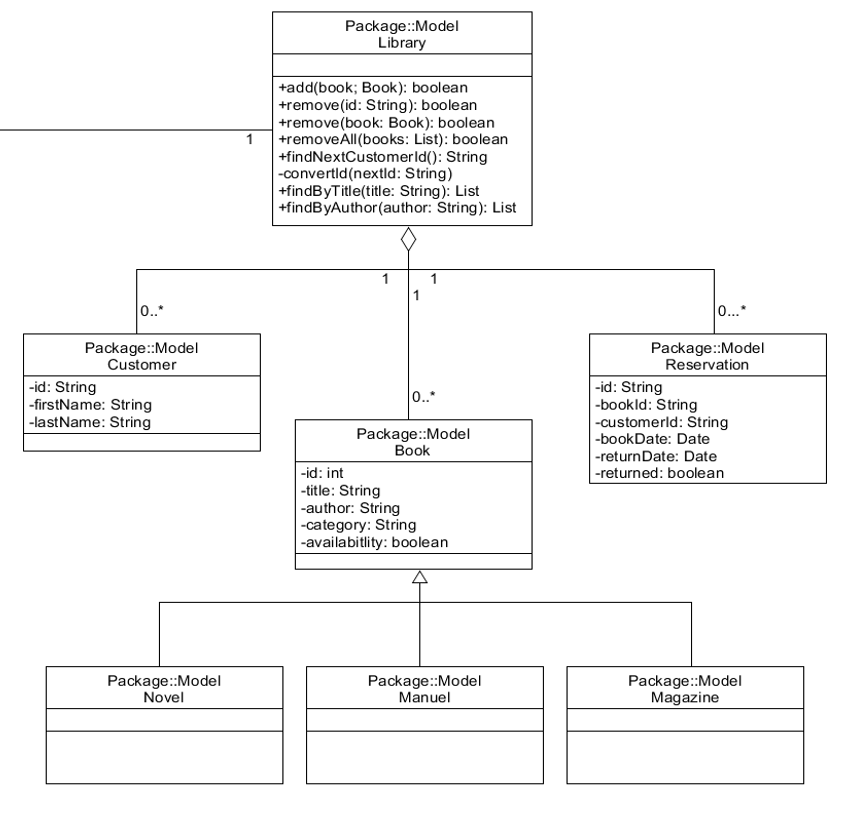 Package::Model
Library
+add(book; Book): boolean
+remove(id: String): boolean
+remove(book: Book): boolean
+removeAll(books: List): boolean
+findNextCustomerId(): String
-convertId(nextId: String)
+findByTitle(title: String): List
+findByAuthor(author: String): List
1
1
1
1
0..*
0...*
0..*
Package::Model
Customer
-id: String
-firstName: String
-lastName: String
Package::Model
Reservation
-id: String
-bookId: String
-customerId: String
-bookDate: Date
-returnDate: Date
-returned: boolean
Package::Model
Book
-id: int
-title: String
-author: String
-category: String
-availabitlity: boolean
Package::Model
Novel
Package::Model
Manuel
Package::Model
Magazine